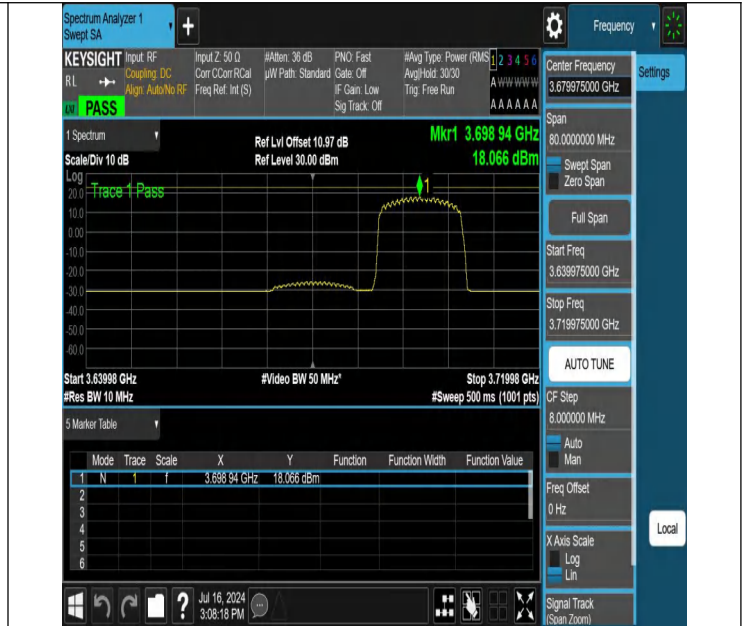 Spectrum Analyzer 1
Swept SA
+
Frequency
KEYSIGHT
RL
PASS
Input: RF
Coupling: DC
Align: Auto/No RF
Input Z: 50 Ω
Corr CCorr RCal
Freq Ref: Int (S)
#Atten: 36 dB
µW Path: Standard
PNO: Fast
Gate: Off
IF Gain: Low
Sig Track: Off
#Avg Type: Power (RMS
Avg|Hold: 30/30
Trig: Free Run
1 2 3 4 5 6
A W W W W W
A A A A A A
1 Spectrum
Scale/Div 10 dB
Ref Lvl Offset 10.97 dB
Ref Level 30.00 dBm
Mkr1 3.698 94 GHz
18.066 dBm
Log
Trace 1 Pass
1
20.0
10.0
0.00
-10.0
-20.0
-30.0
-40.0
-50.0
-60.0
Start 3.63998 GHz
#Res BW 10 MHz
#Video BW 50 MHz*
Stop 3.71998 GHz
#Sweep 500 ms (1001 pts)
5 Marker Table
Mode Trace Scale X Y Function Function Width Function Value
1 N 1 f 3.698 94 GHz 18.066 dBm
2
3
4
5
6
Jul 16, 2024
3:08:18 PM
Center Frequency
3.679975000 GHz
Settings
Span
80.0000000 MHz
Swept Span
Zero Span
Full Span
Start Freq
3.639975000 GHz
Stop Freq
3.719975000 GHz
AUTO TUNE
CF Step
8.000000 MHz
Auto
Man
Freq Offset
0 Hz
Local
X Axis Scale
Log
Lin
Signal Track
(Span Zoom)